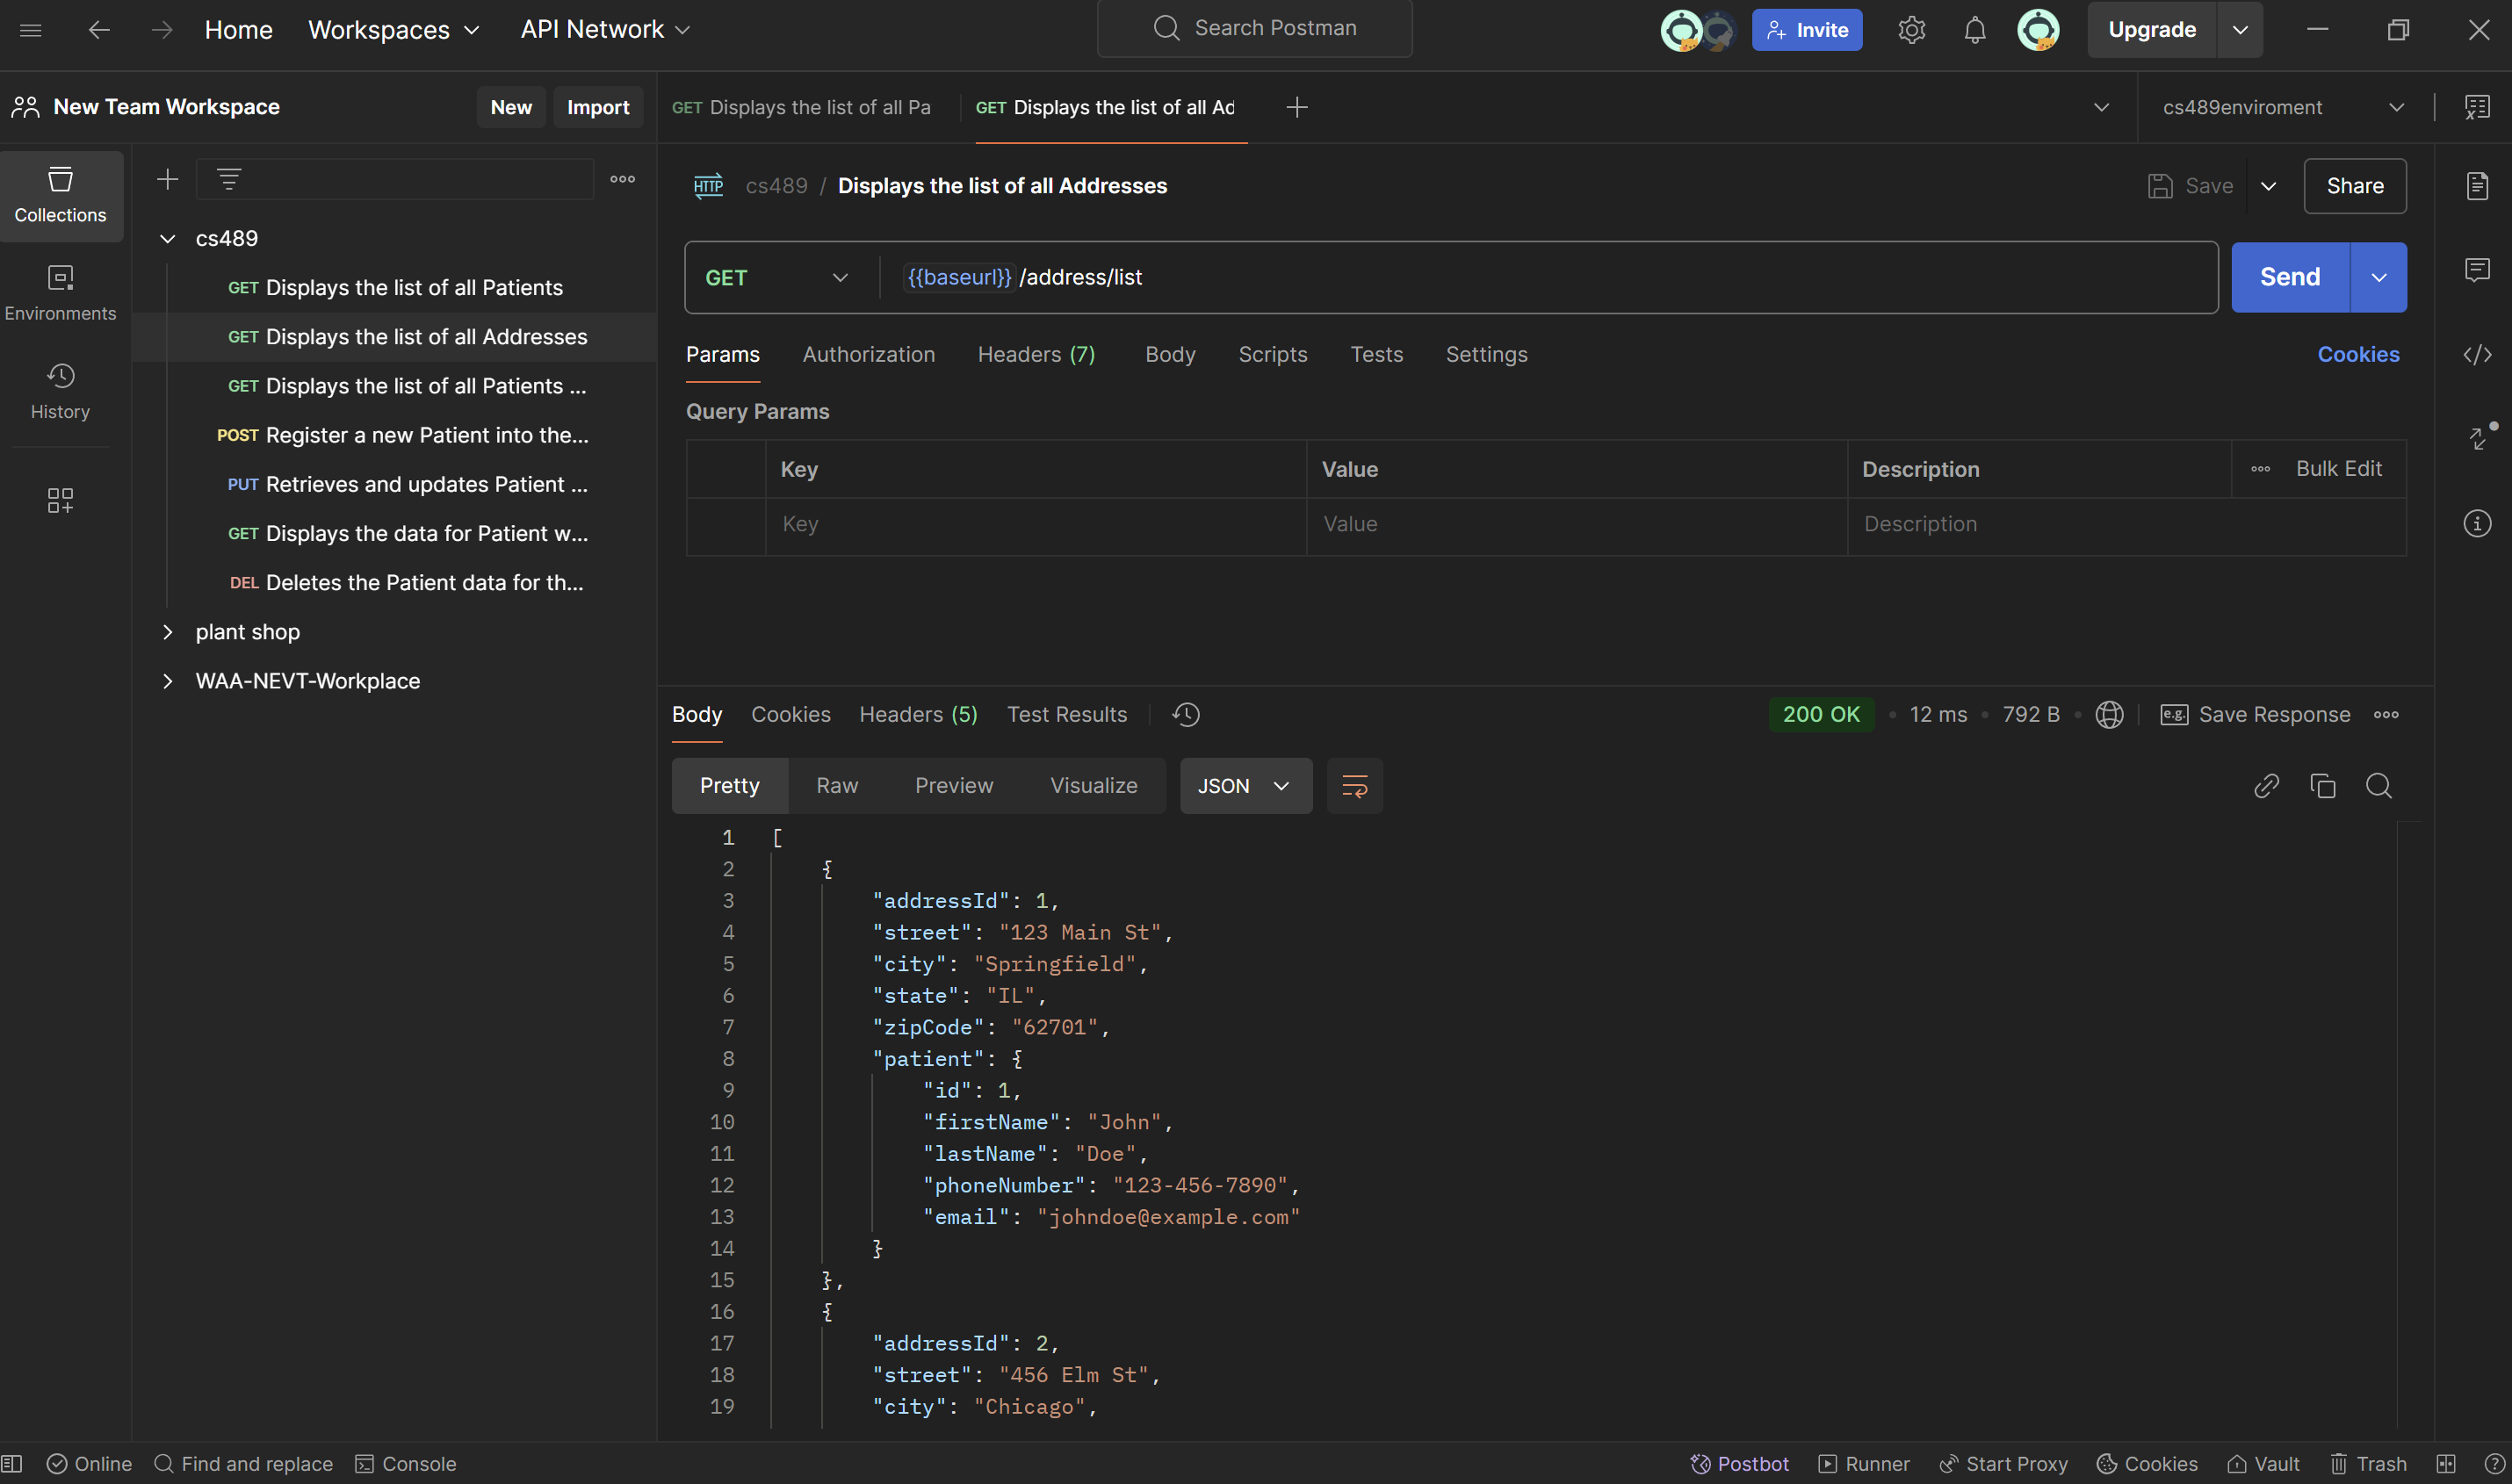 Home Workspaces API Network Search Postman Invite Upgrade
New Team Workspace New Import GET Displays the list of all Pa GET Displays the list of all Ad cs489enviroment
Collections
Environments
History
cs489
GET Displays the list of all Patients
GET Displays the list of all Addresses
GET Displays the list of all Patients ...
POST Register a new Patient into the...
PUT Retrieves and updates Patient ...
GET Displays the data for Patient w...
DEL Deletes the Patient data for th...
plant shop
WAA-NEVT-Workplace
HTTP cs489 / Displays the list of all Addresses Save Share
GET {{baseurl}} /address/list Send
Params Authorization Headers (7) Body Scripts Tests Settings Cookies
Query Params
Key Value Description Bulk Edit
Key Value Description
Body Cookies Headers (5) Test Results 200 OK • 12 ms • 792 B • e.g. Save Response
Pretty Raw Preview Visualize JSON
1 [
2 {
3 "addressId": 1,
4 "street": "123 Main St",
5 "city": "Springfield",
6 "state": "IL",
7 "zipCode": "62701",
8 "patient": {
9 "id": 1,
10 "firstName": "John",
11 "lastName": "Doe",
12 "phoneNumber": "123-456-7890",
13 "email": "johndoe@example.com"
14 }
15 },
16 {
17 "addressId": 2,
18 "street": "456 Elm St",
19 "city": "Chicago",
Online Find and replace Console Postbot Runner Start Proxy Cookies Vault Trash